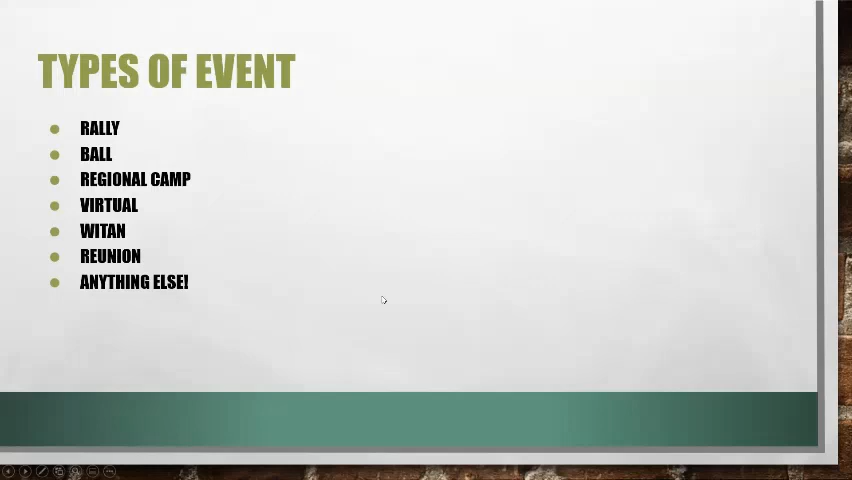 TYPES OF EVENT
RALLY
BALL
REGIONAL CAMP
VIRTUAL
WITAN
REUNION
ANYTHING ELSE!